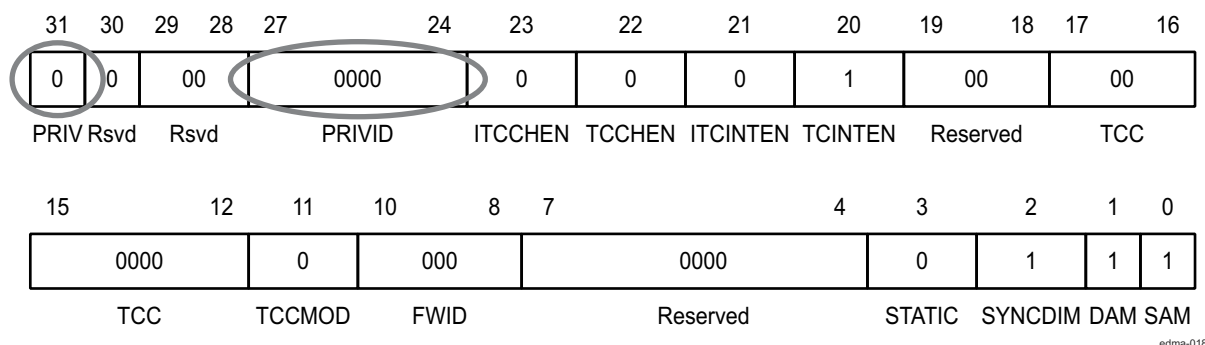 31 30 29 28 27 24 23 22 21 20 19 18 17 16
0 0 00 0000 0 0 0 1 00 00
PRIV Rsvd Rsvd PRIVID ITCCHEN TCCHEN ITCINTEN TCINTEN Reserved TCC
15 12 11 10 8 7 4 3 2 1 0
0000 0 000 0000 0 1 1 1
TCC TCCMOD FWID Reserved STATIC SYNCDIM DAM SAM
edma-018